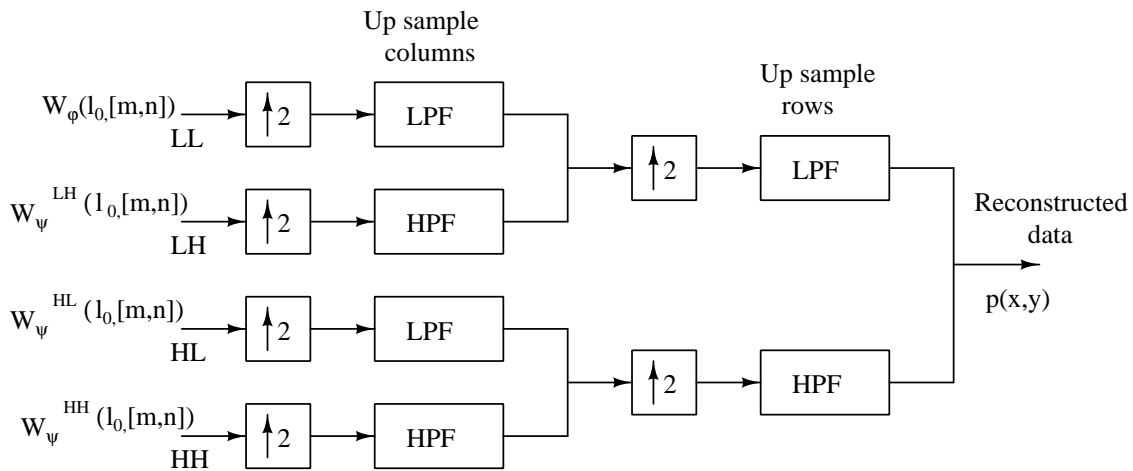 Up sample
columns
Up sample
rows
W_φ(l_0,[m,n])
LL
↑2
LPF
↑2
LPF
W_ψ^LH (l_0,[m,n])
LH
↑2
HPF
Reconstructed
data
p(x,y)
W_ψ^HL (l_0,[m,n])
HL
↑2
LPF
↑2
HPF
W_ψ^HH (l_0,[m,n])
HH
↑2
HPF